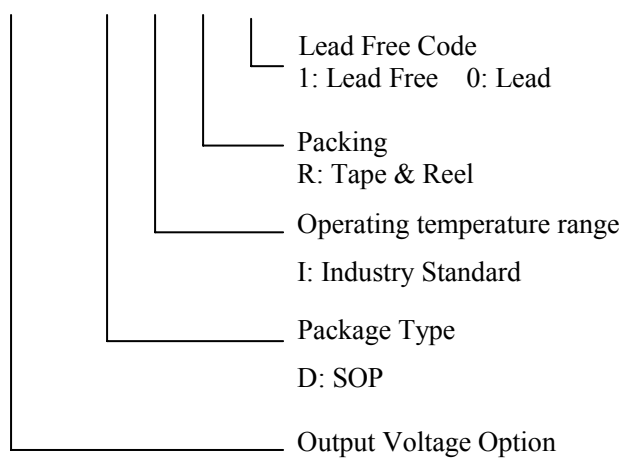 Lead Free Code
1: Lead Free 0: Lead
Packing
R: Tape & Reel
Operating temperature range
I: Industry Standard
Package Type
D: SOP
Output Voltage Option